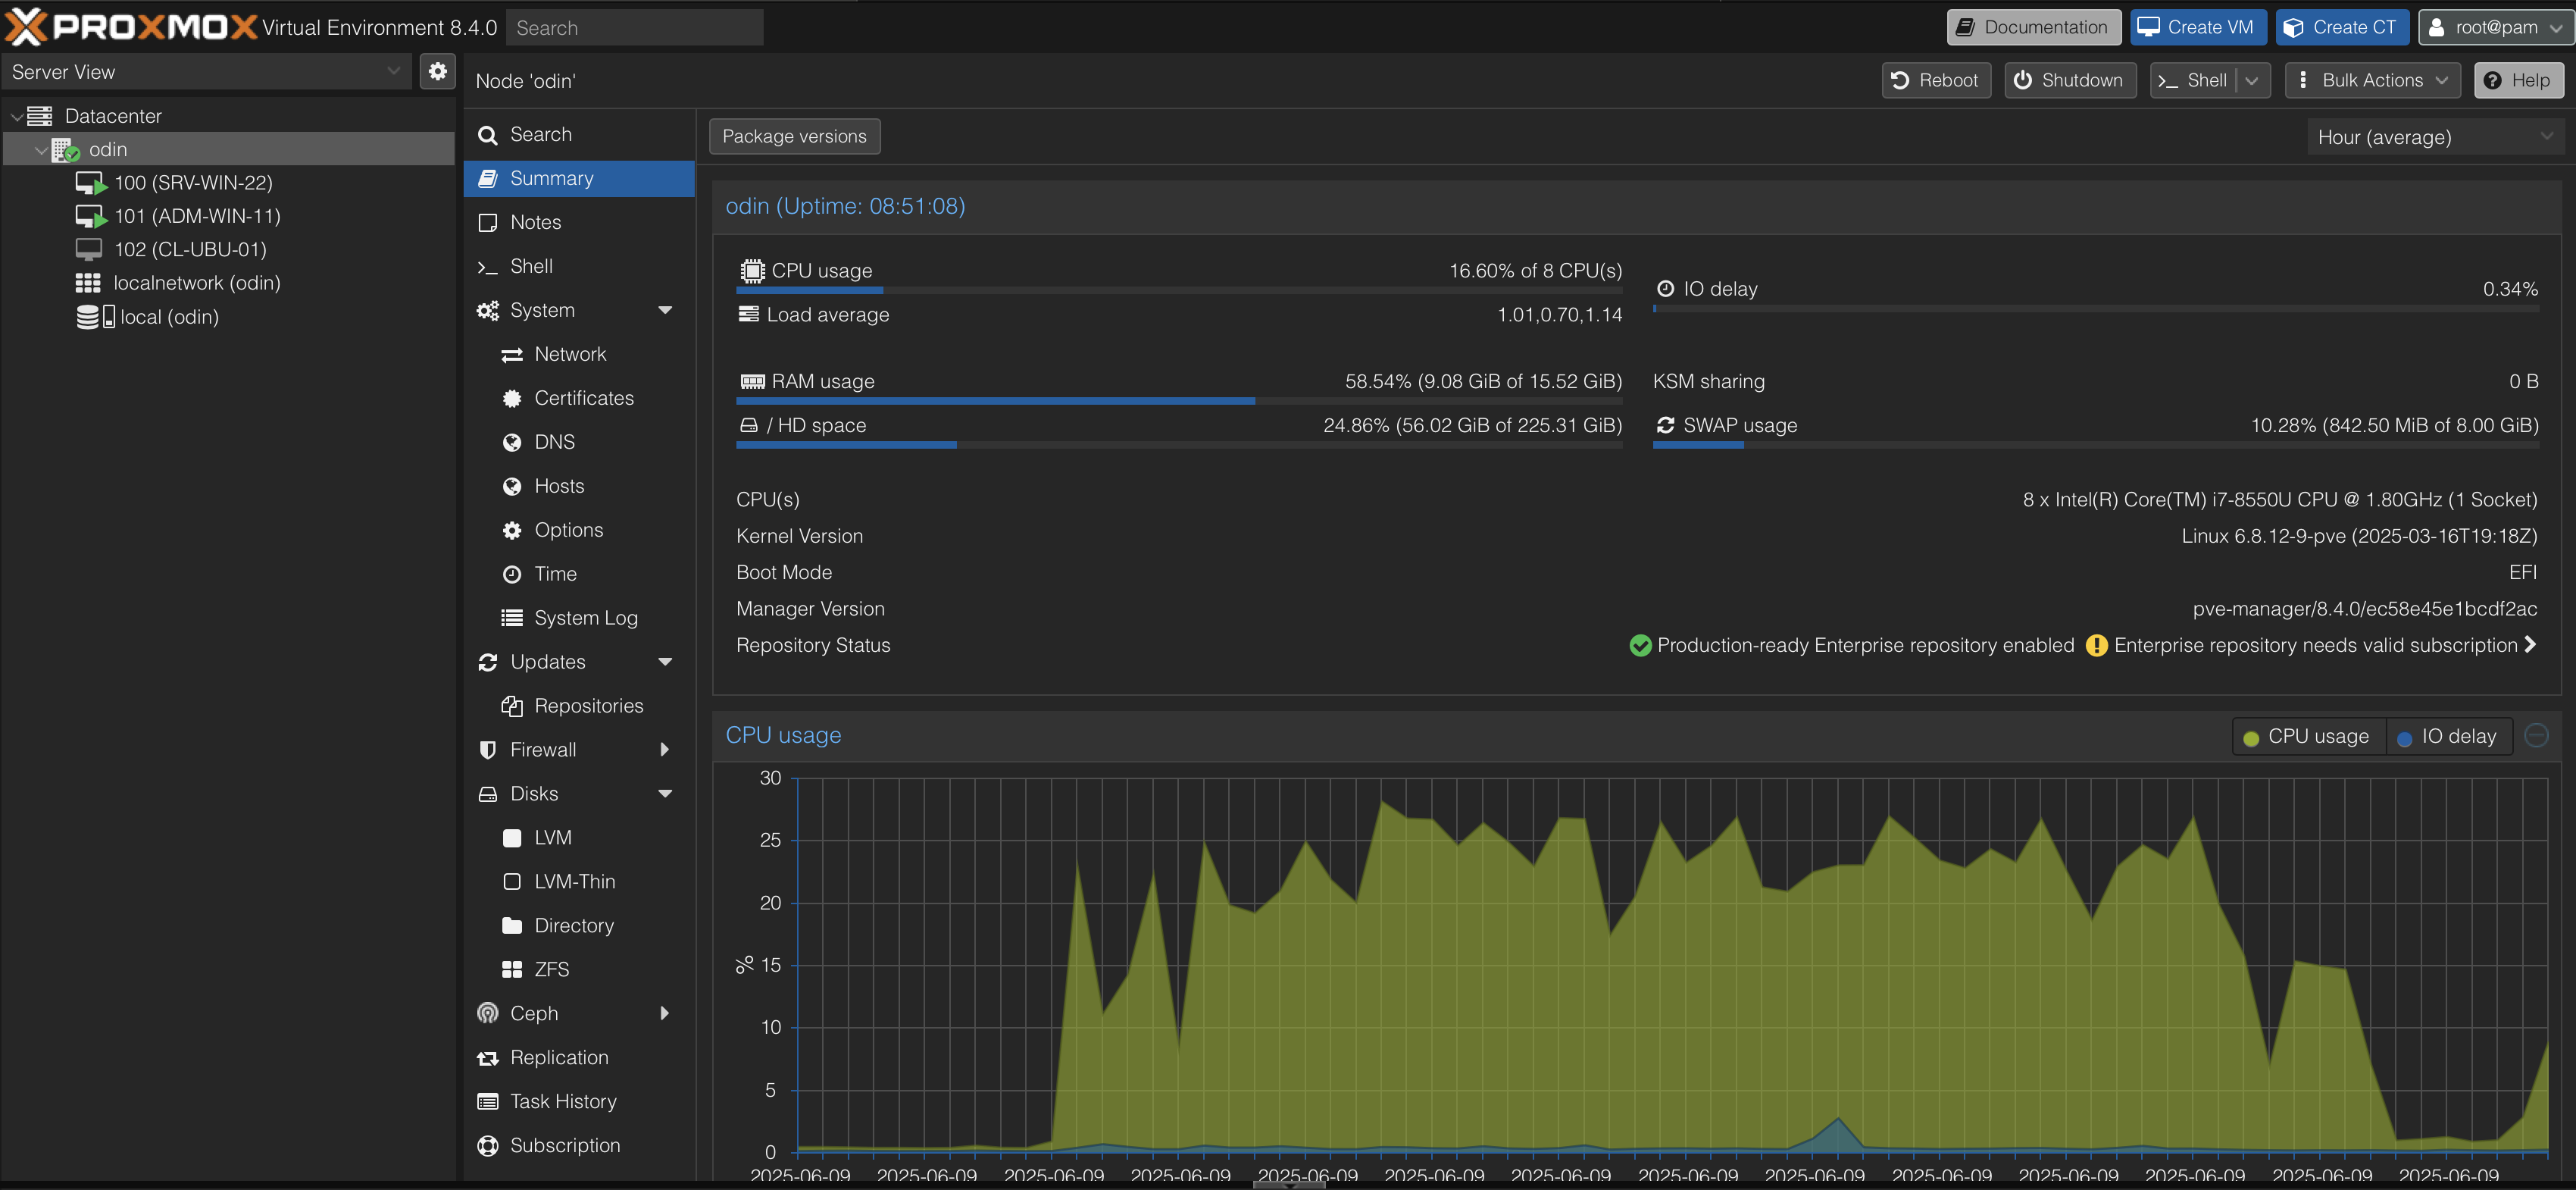 PROXMOX Virtual Environment 8.4.0 Search Documentation Create VM Create CT root@pam
Server View
Node 'odin' Reboot Shutdown Shell Bulk Actions Help
Datacenter
odin
100 (SRV-WIN-22)
101 (ADM-WIN-11)
102 (CL-UBU-01)
localnetwork (odin)
local (odin)
Search
Summary
Notes
Shell
System
Network
Certificates
DNS
Hosts
Options
Time
System Log
Updates
Repositories
Firewall
Disks
LVM
LVM-Thin
Directory
ZFS
Ceph
Replication
Task History
Subscription
Package versions Hour (average)
odin (Uptime: 08:51:08)
CPU usage 16.60% of 8 CPU(s)
IO delay 0.34%
Load average 1.01,0.70,1.14
RAM usage 58.54% (9.08 GiB of 15.52 GiB)
KSM sharing 0 B
/ HD space 24.86% (56.02 GiB of 225.31 GiB)
SWAP usage 10.28% (842.50 MiB of 8.00 GiB)
CPU(s) 8 x Intel(R) Core(TM) i7-8550U CPU @ 1.80GHz (1 Socket)
Kernel Version Linux 6.8.12-9-pve (2025-03-16T19:18Z)
Boot Mode EFI
Manager Version pve-manager/8.4.0/ec58e45e1bcdf2ac
Repository Status Production-ready Enterprise repository enabled Enterprise repository needs valid subscription
CPU usage CPU usage IO delay
30
25
20
% 15
10
5
0
2025-06-09 2025-06-09 2025-06-09 2025-06-09 2025-06-09 2025-06-09 2025-06-09 2025-06-09 2025-06-09 2025-06-09 2025-06-09 2025-06-09 2025-06-09 2025-06-09